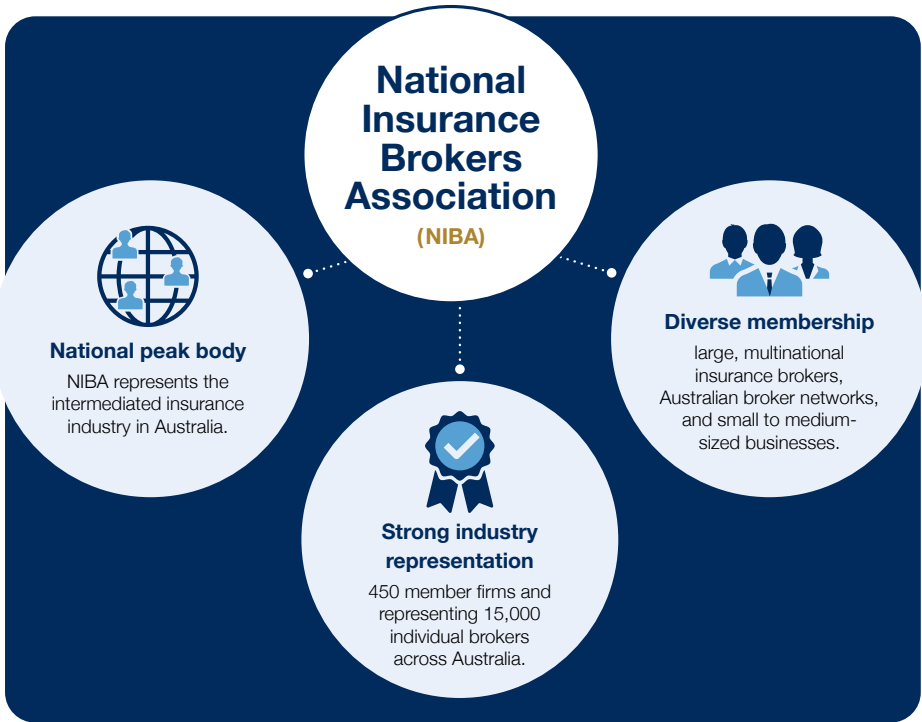 National
Insurance
Brokers
Association
(NIBA)
National peak body
NIBA represents the
intermediated insurance
industry in Australia.
Strong industry
representation
450 member firms and
representing 15,000
individual brokers
across Australia.
Diverse membership
large, multinational
insurance brokers,
Australian broker networks,
and small to medium-
sized businesses.